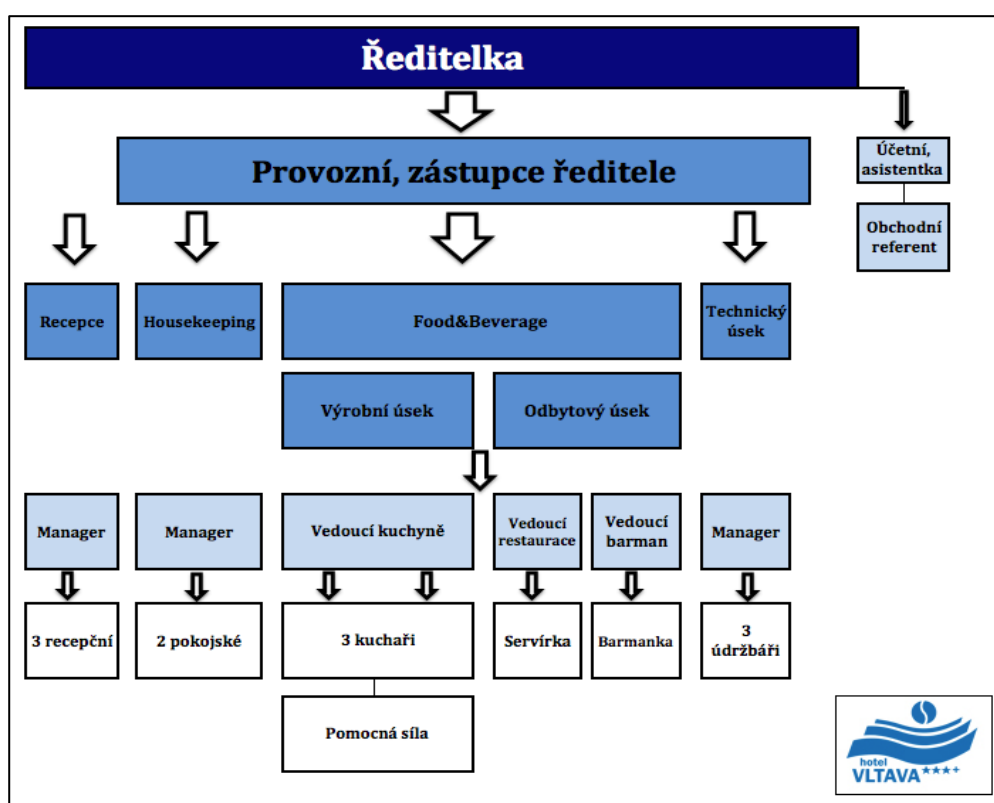 Ředitelka
Účetní,
asistentka
Provozní, zástupce ředitele
Obchodní
referent
Recepce
Housekeeping
Food&Beverage
Technický
úsek
Výrobní úsek
Odbytový úsek
Manager
Manager
Vedoucí kuchyně
Vedoucí
restaurace
Vedoucí
barman
Manager
3 recepční
2 pokojské
3 kuchaři
Servírka
Barmanka
3
údržbáři
Pomocná síla
hotel
VLTAVA